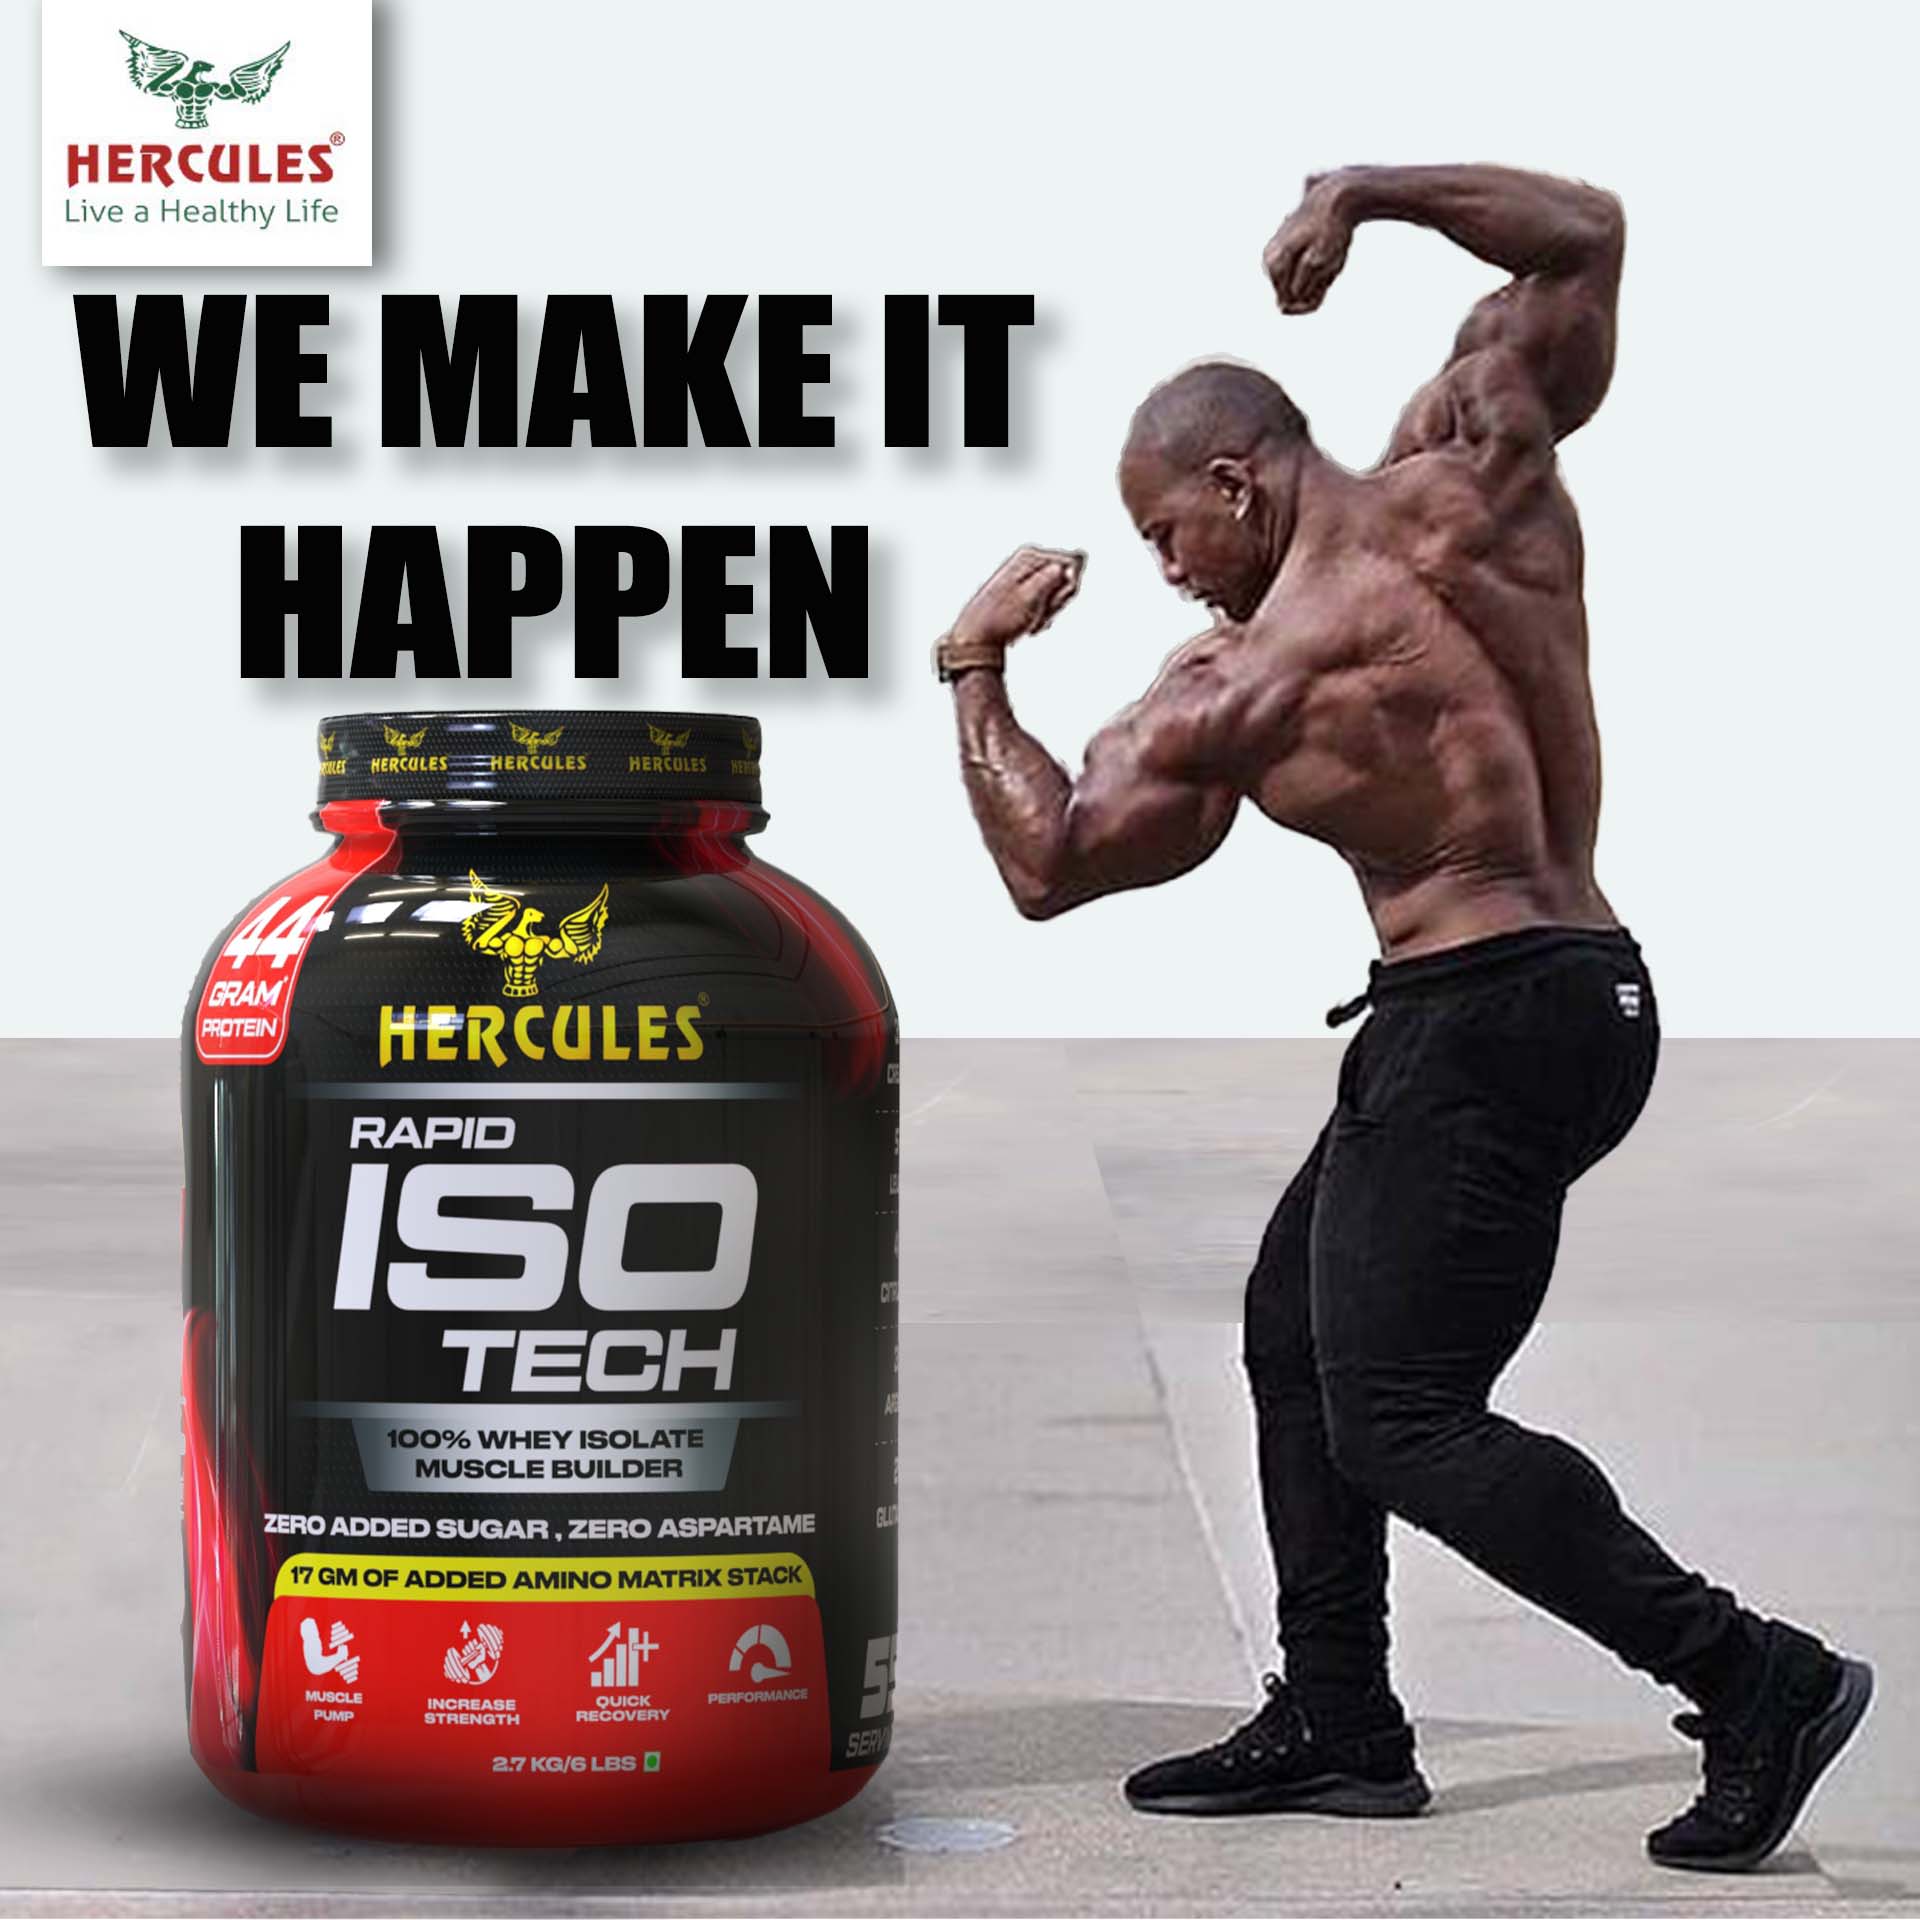 HERCULES®
Live a Healthy Life
WE MAKE IT
HAPPEN
HERCULES HERCULES HERCULES
44
GRAM*
PROTEIN
HERCULES®
RAPID
ISO
TECH
100% WHEY ISOLATE
MUSCLE BUILDER
ZERO ADDED SUGAR , ZERO ASPARTAME
17 GM OF ADDED AMINO MATRIX STACK
MUSCLE
PUMP
INCREASE
STRENGTH
QUICK
RECOVERY
PERFORMANCE
2.7 KG/6 LBS